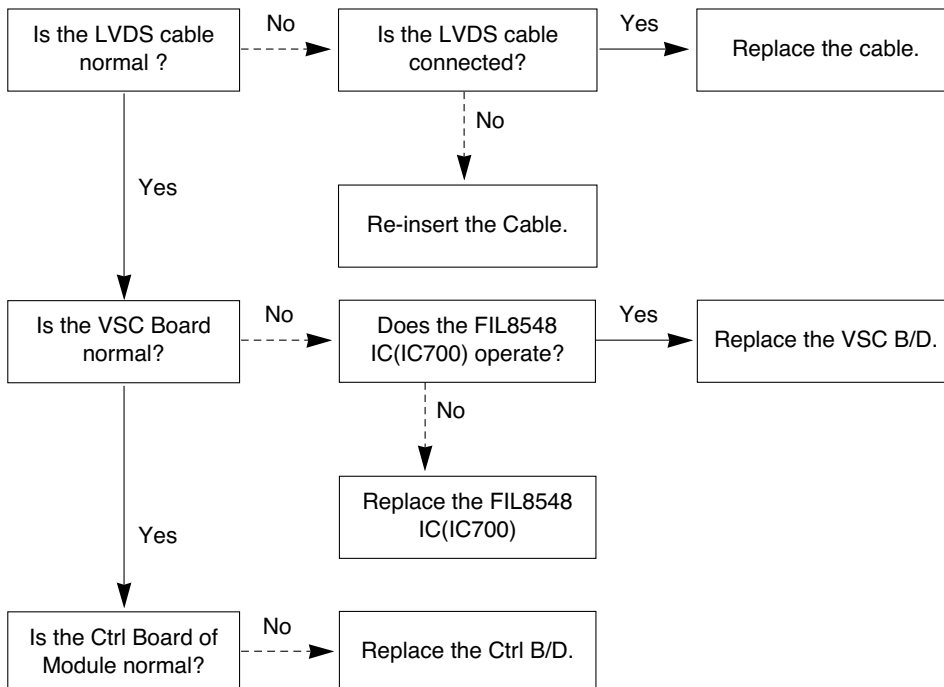 Is the LVDS cable
normal ?
No
Is the LVDS cable
connected?
Yes
Replace the cable.
No
Yes
Re-insert the Cable.
Is the VSC Board
normal?
No
Does the FIL8548
IC(IC700) operate?
Yes
Replace the VSC B/D.
No
Replace the FIL8548
IC(IC700)
Yes
Is the Ctrl Board of
Module normal?
No
Replace the Ctrl B/D.